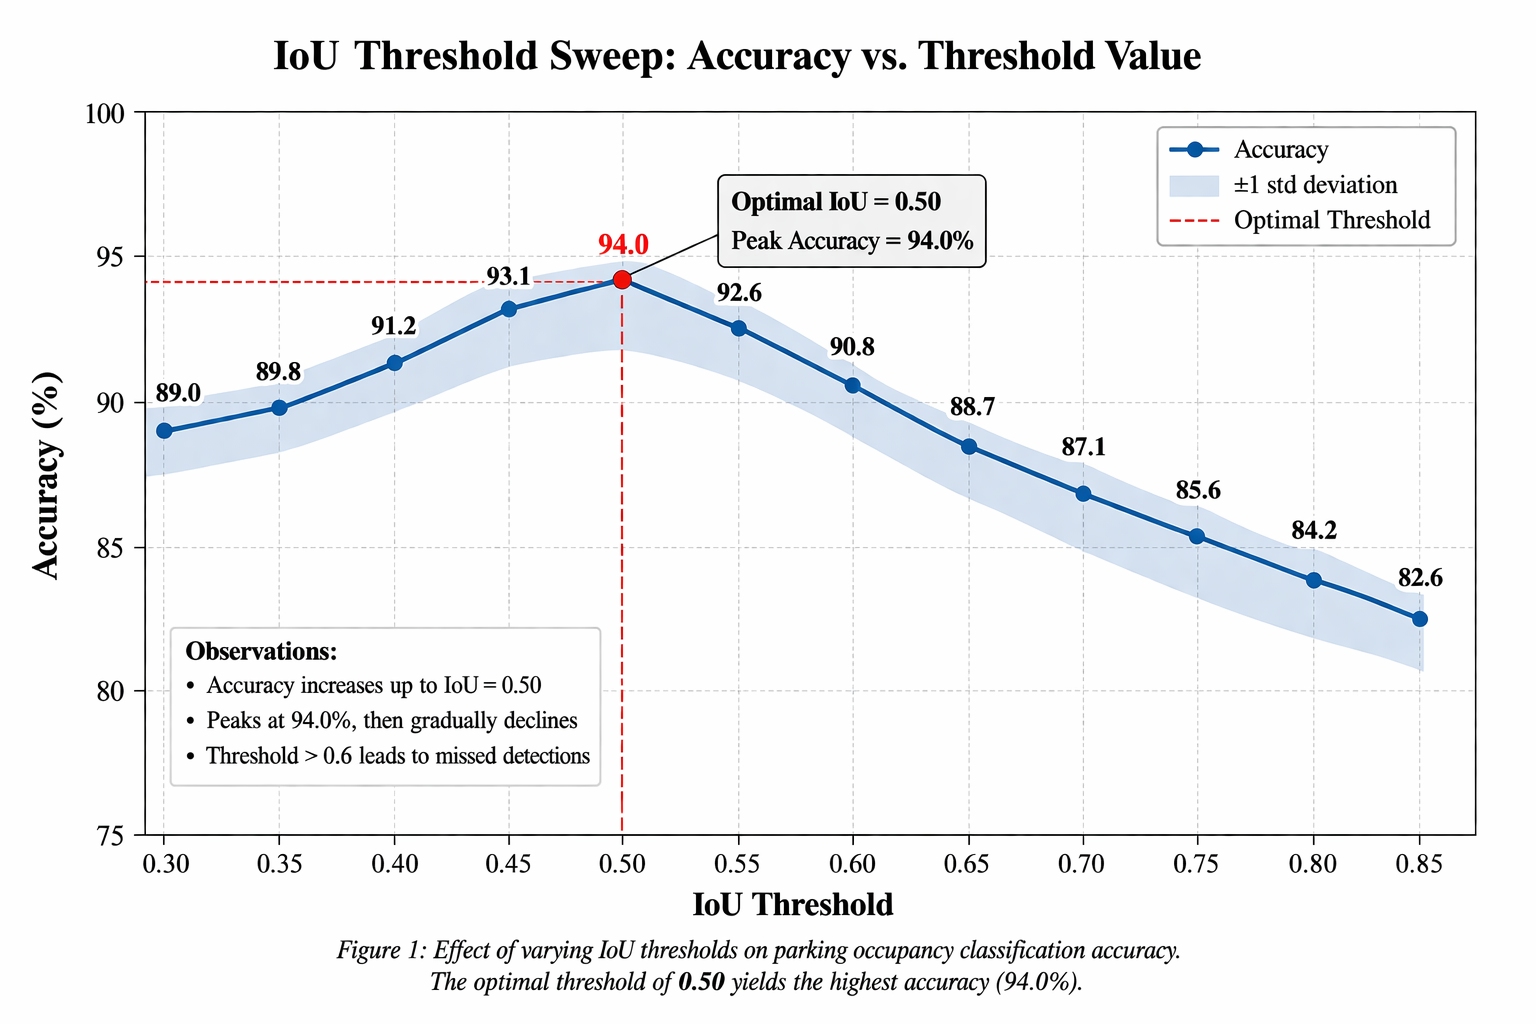 IoU Threshold Sweep: Accuracy vs. Threshold Value
100
95
90
85
80
75
Accuracy (%)
Accuracy
±1 std deviation
Optimal Threshold
Optimal IoU = 0.50
Peak Accuracy = 94.0%
89.0
89.8
91.2
93.1
94.0
92.6
90.8
88.7
87.1
85.6
84.2
82.6
Observations:
• Accuracy increases up to IoU = 0.50
• Peaks at 94.0%, then gradually declines
• Threshold > 0.6 leads to missed detections
0.30 0.35 0.40 0.45 0.50 0.55 0.60 0.65 0.70 0.75 0.80 0.85
IoU Threshold
Figure 1: Effect of varying IoU thresholds on parking occupancy classification accuracy.
The optimal threshold of 0.50 yields the highest accuracy (94.0%).